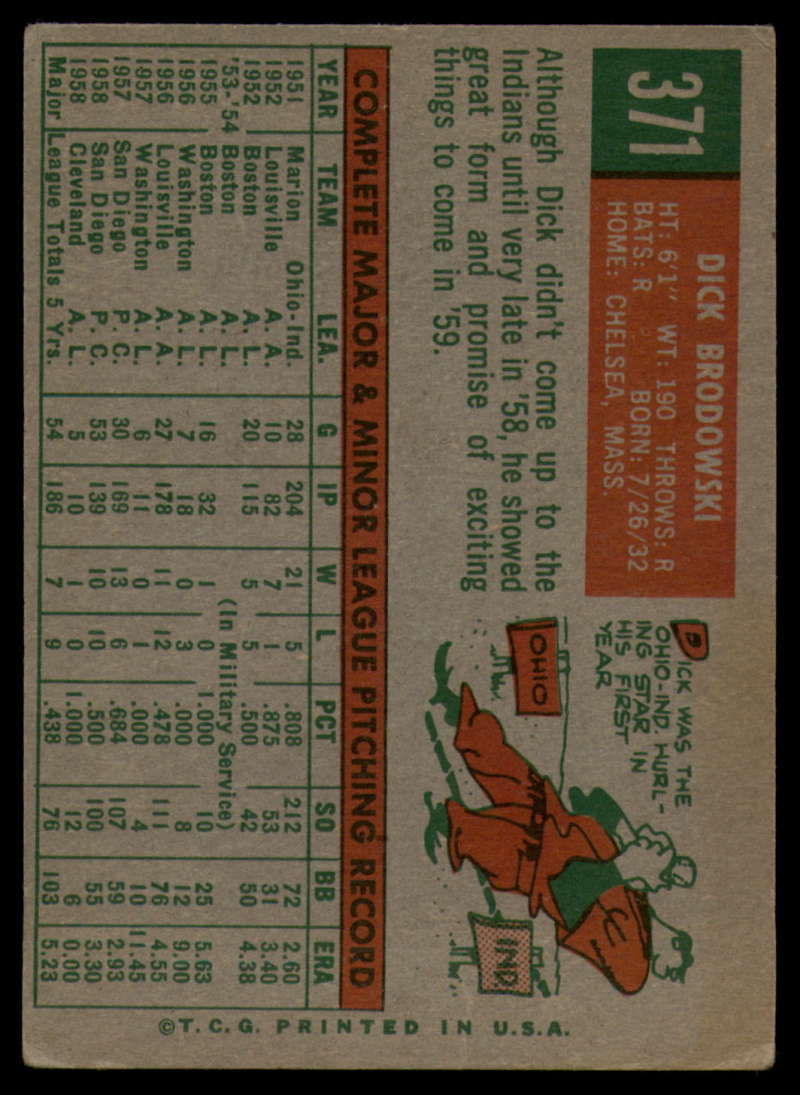 371
DICK BRODOWSKI
HT: 6'1" WT: 190 THROWS: R
BATS: R BORN: 7/26/32
HOME: CHELSEA, MASS.
Although Dick didn't come up to the
Indians until very late in '58, he showed
great form and promise of exciting
things to come in '59.
DICK WAS THE
OHIO-IND. HURL-
ING STAR IN
HIS FIRST
YEAR
OHIO
IND.
COMPLETE MAJOR & MINOR LEAGUE PITCHING RECORD
YEAR TEAM LEA. G IP W L PCT SO BB ERA
1951 Marion Ohio-Ind. 28 204 21 5 .808 212 72 2.60
1952 Louisville A. A. 10 82 7 1 .875 53 31 3.40
1952 Boston A. L. 20 115 5 5 .500 42 50 4.38
'53-'54 Boston A. L. (In Military Service)
1955 Boston A. L. 16 32 1 0 1.000 10 25 5.63
1956 Washington A. L. 7 18 0 3 .000 8 12 9.00
1956 Louisville A. A. 27 178 11 12 .478 111 76 4.55
1957 Washington A. L. 6 11 0 1 .000 4 10 11.45
1957 San Diego P. C. 30 169 13 6 .684 107 59 2.93
1958 San Diego P. C. 53 139 10 10 .500 100 55 3.30
1958 Cleveland A. L. 5 10 1 0 1.000 12 6 0.00
Major League Totals 5 Yrs. 54 186 7 9 .438 76 103 5.23
©T.C.G. PRINTED IN U.S.A.